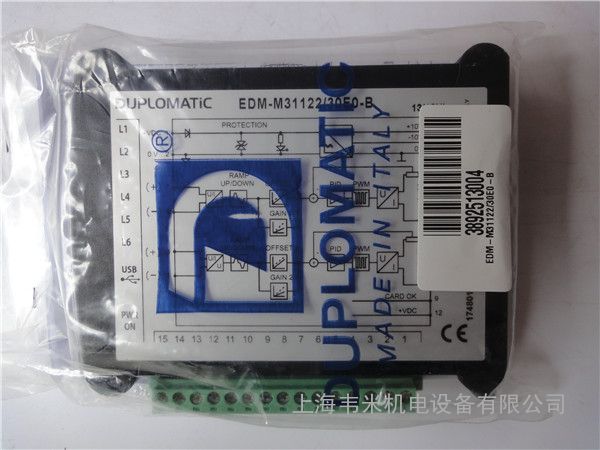 DUPLOMATIC EDM-M31122/30E0-B
L1
L2
L3
L4
L5
L6
USB
PWR
ON
PROTECTION
RAMP
UP/DOWN
GAIN
OFFSET
GAIN 2
PID
PWM
PID
PWM
CARD OK
9
+VDC
12
15 14 13 12 11 10 9 8 7 6
2 1
CE
®
DUPLOMATIC
MADE IN ITALY
3892513004
EDM-M31122/30E0-B
上海韦米机电设备有限公司